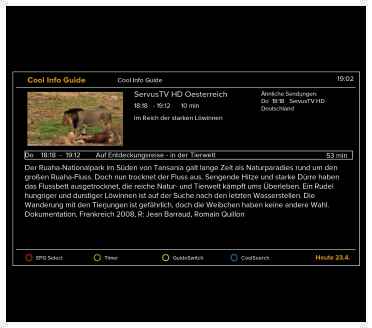 Cool Info Guide
Cool Info Guide
19:02
ServusTV HD Oesterreich
18:18 - 19:12 10 min
Im Reich der starken Löwinnen
Ähnliche Sendungen:
Do 18:18 ServusTV HD
Deutschland
Do 18:18 - 19:12 Auf Entdeckungsreise - in der Tierwelt 53 min
Der Ruaha-Nationalpark im Süden von Tansania galt lange Zeit als Naturparadies rund um den
großen Ruaha-Fluss. Doch nun trocknet der Fluss aus. Sengende Hitze und starke Dürre haben
das Flussbett ausgetrocknet, die reiche Natur- und Tierwelt kämpft ums Überleben. Ein Rudel
hungriger und durstiger Löwinnen ist auf der Suche nach den letzten Wasserstellen. Die
Wanderung mit den Tierjungen ist gefährlich, doch die Weibchen haben keine andere Wahl.
Dokumentation, Frankreich 2008, R: Jean Barraud, Romain Quillon
EPG Select
Timer
GuideSwitch
CoolSearch
Heute 23.4.